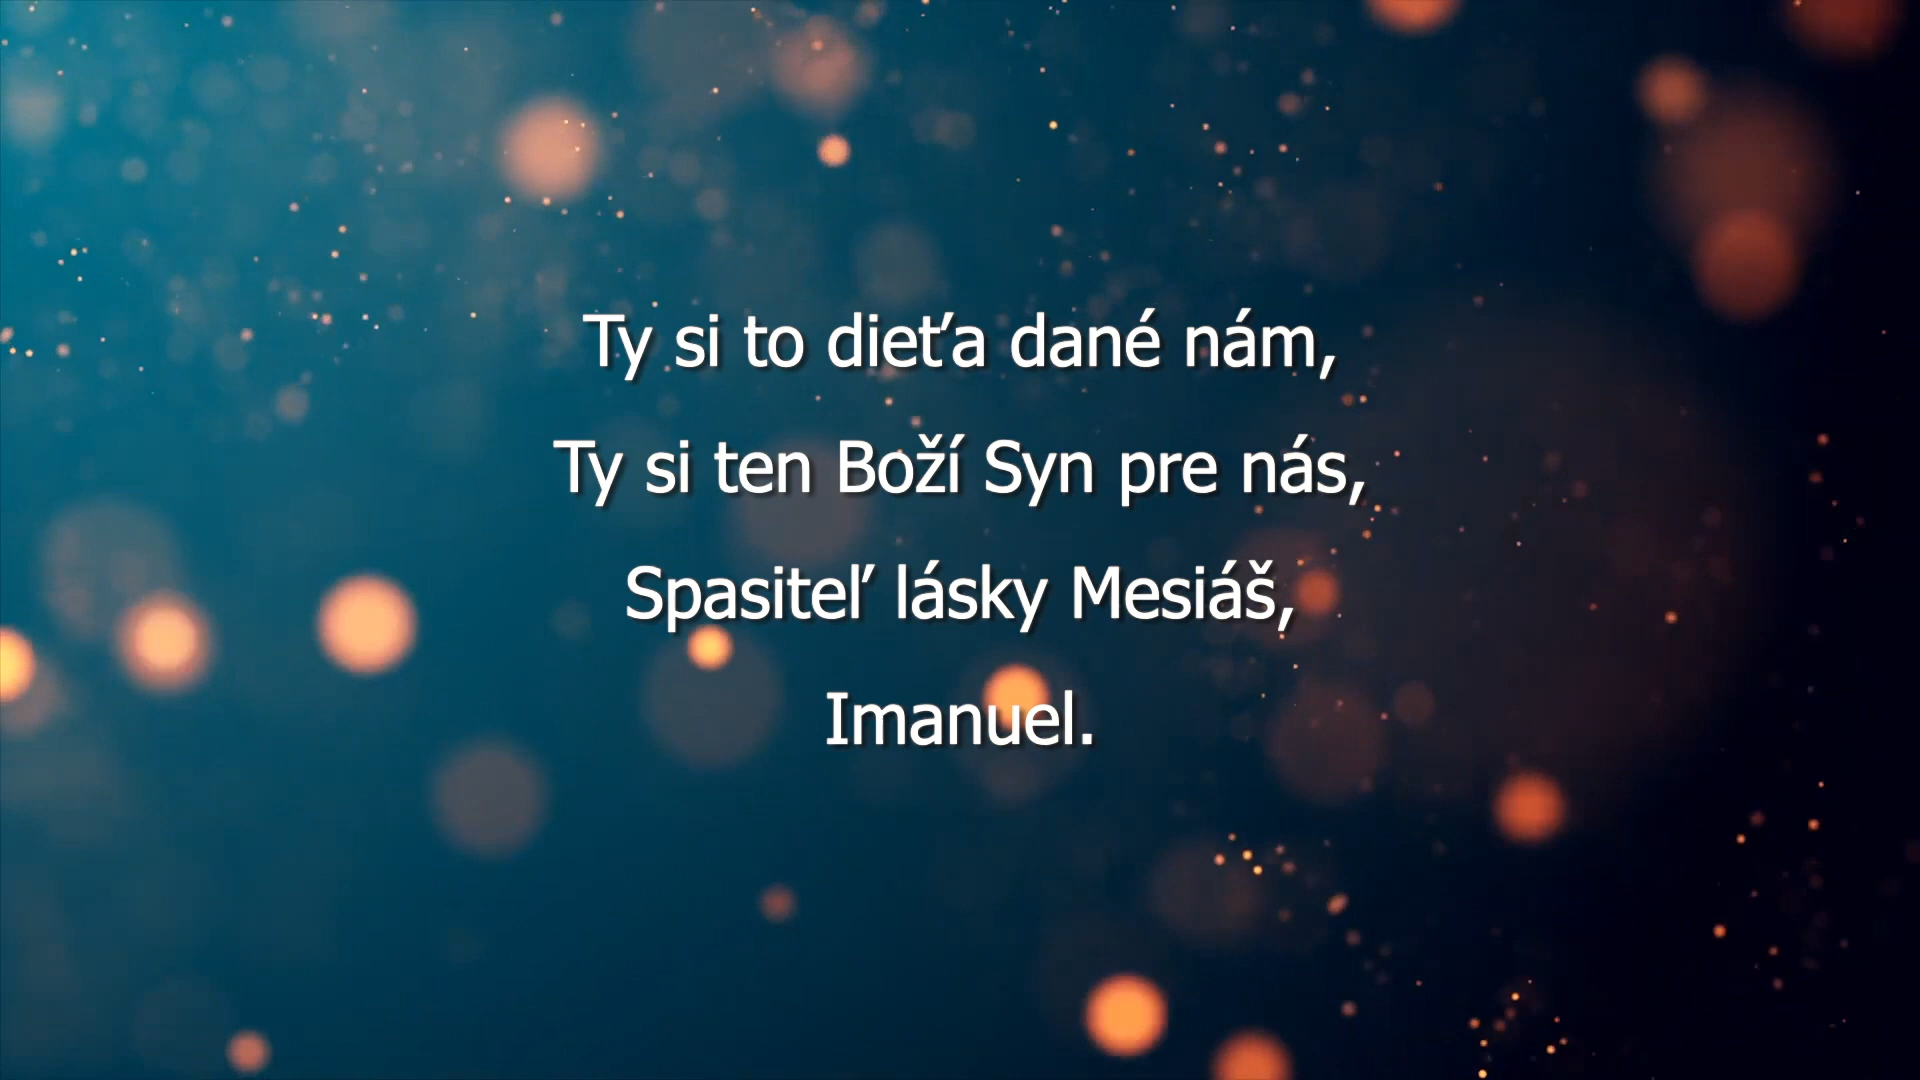 Ty si to dieťa dané nám,
Ty si ten Boží Syn pre nás,
Spasiteľ lásky Mesiáš,
Imanuel.